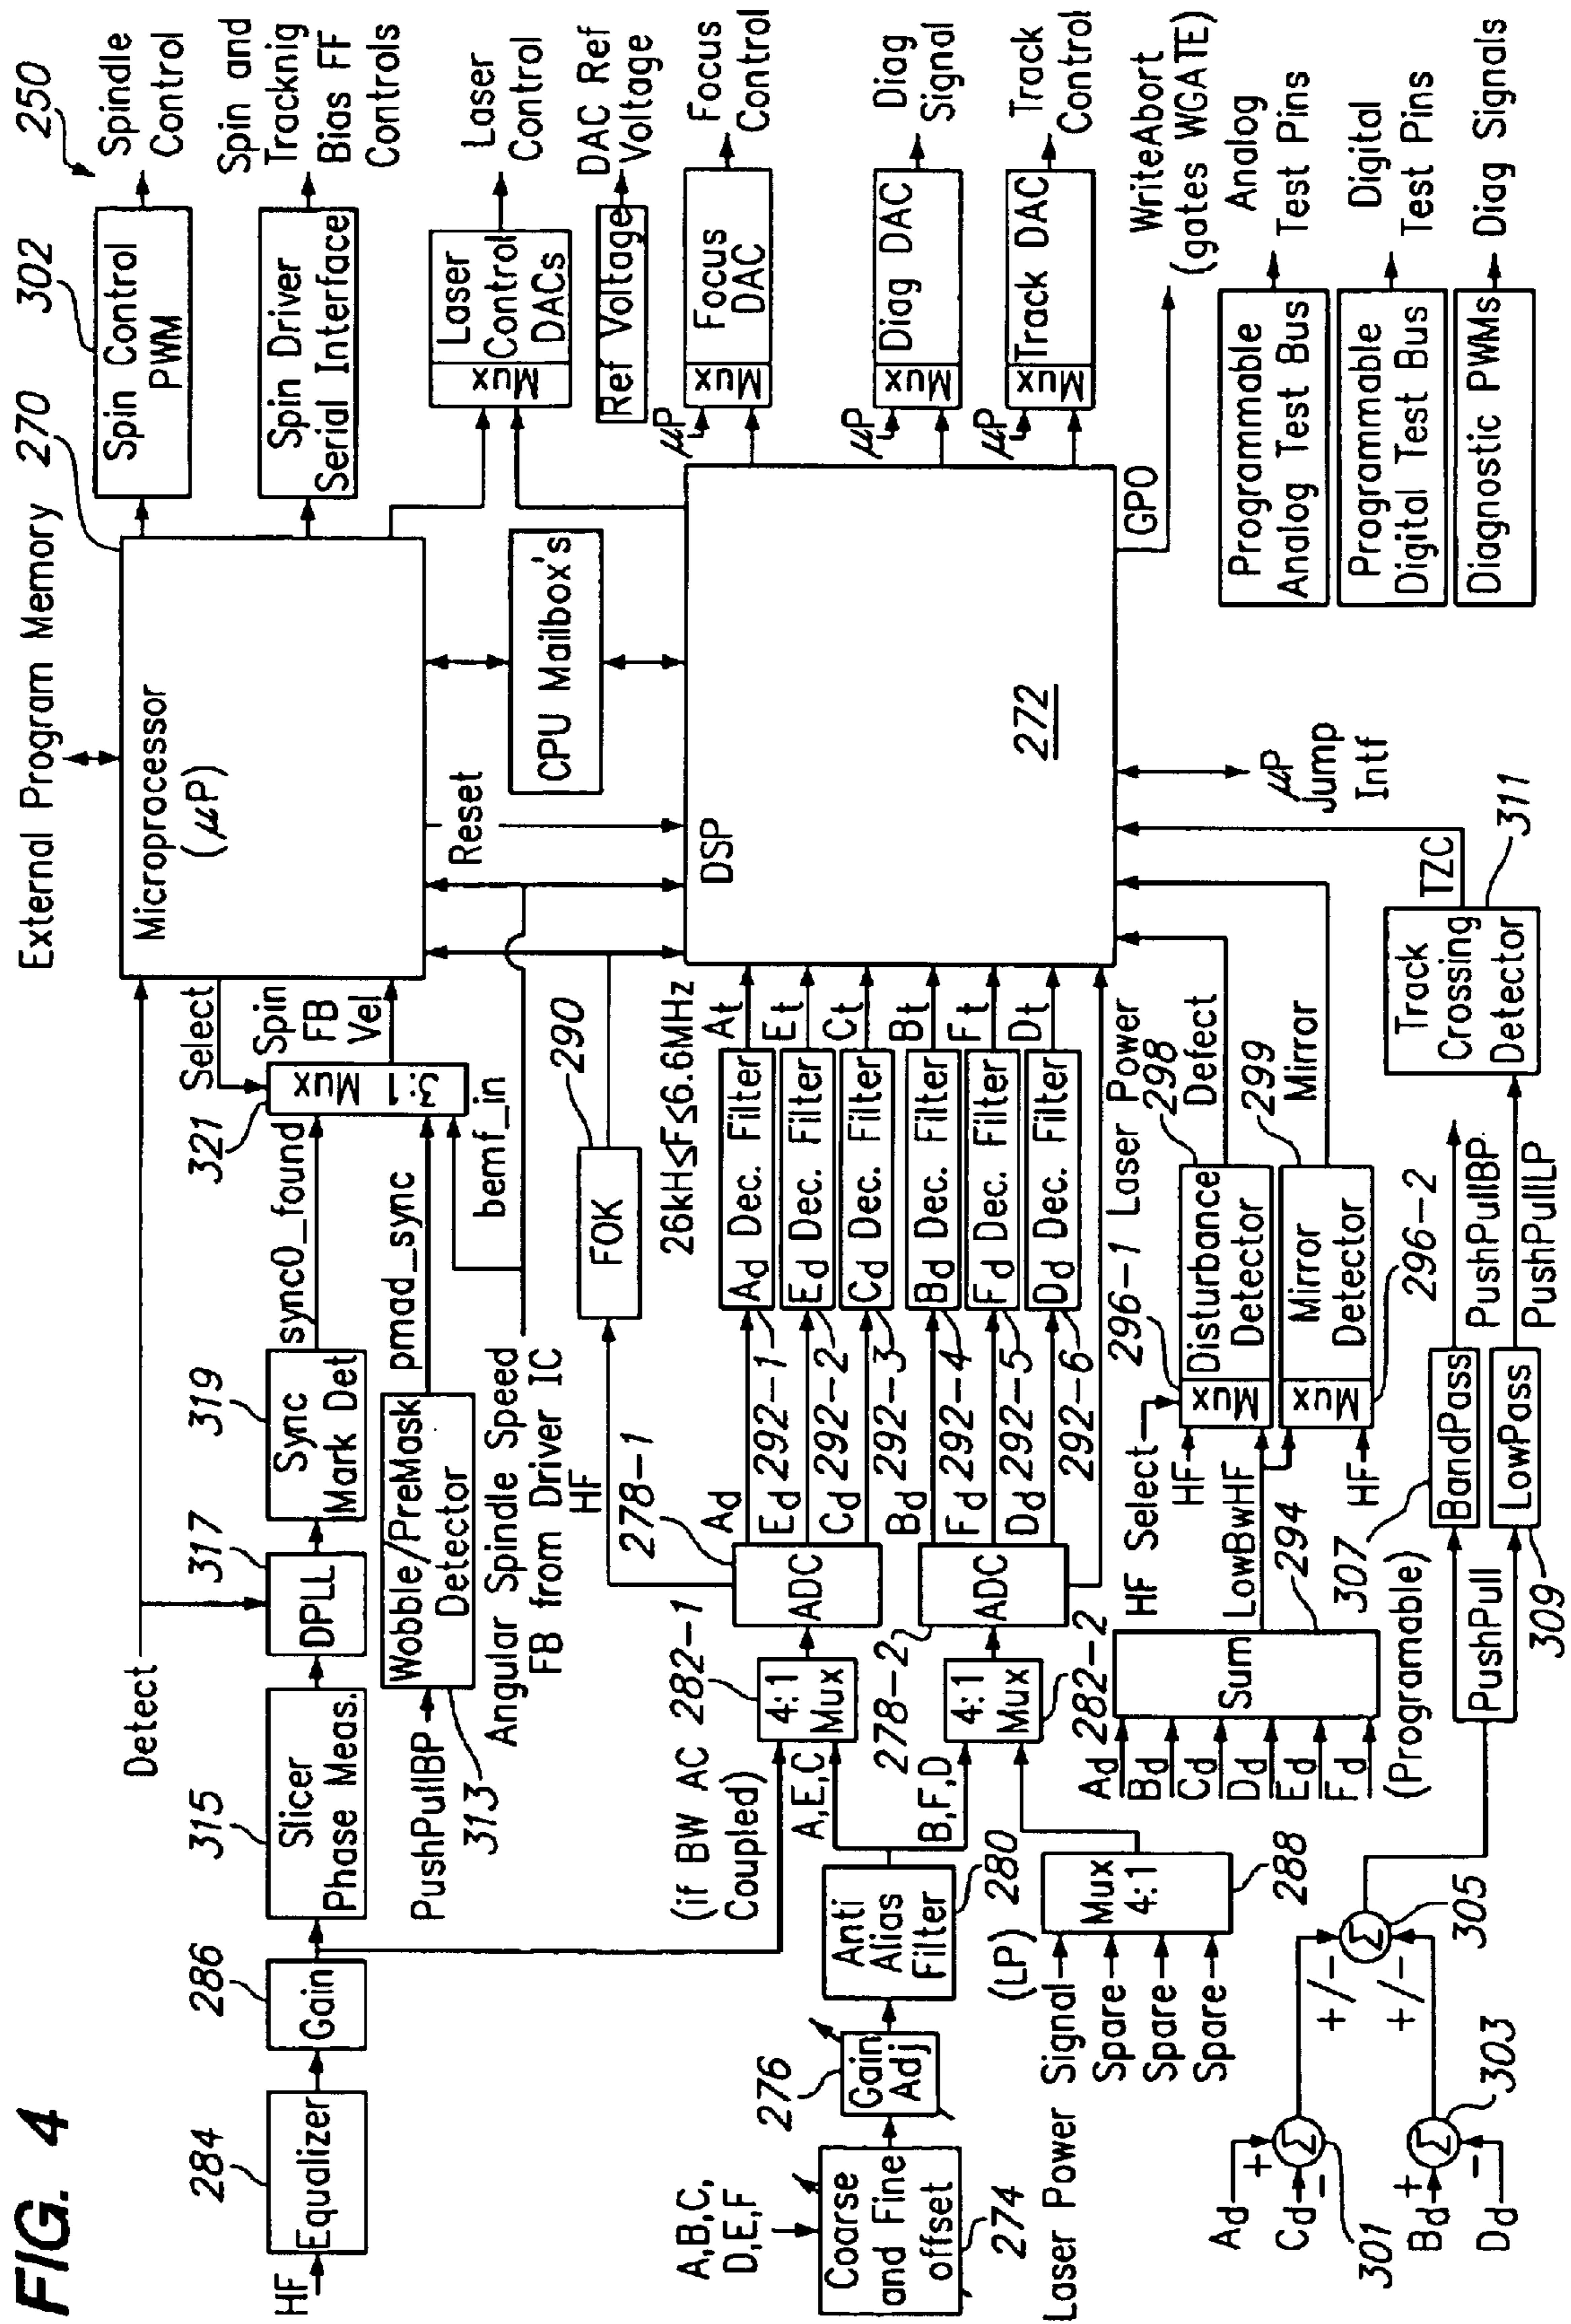 FIG. 4
HF
Equalizer
284
Gain
286
Slicer
Phase Meas.
315
DPLL
317
Sync
Mark Det
319
sync0_found
Detect
PushPullBP
313
Wobble/PreMask
Detector
pmad_sync
Angular Spindle Speed
FB from Driver IC
bemf_in
321
3:1 Mux
Select
Spin
FB
Vel
External Program Memory
270
Microprocessor
(μP)
Reset
302
Spin Control
PWM
250
Spindle
Control
Spin Driver
Serial Interface
Spin and
Tracknig
Bias FF
Controls
Mux
Laser
Control
DACs
Laser
Control
Ref Voltage
DAC Ref
Voltage
CPU Mailbox's
μP
Mux
Focus
DAC
Focus
Control
μP
Mux
Diag DAC
Diag
Signal
μP
Mux
Track DAC
Track
Control
DSP
272
GPO
WriteAbort
(gates WGATE)
HF
FOK
290
26kH≤F≤6.6MHz
A,B,C,
D,E,F
Coarse
and Fine
offset
274
276
Gain
Adj
Anti
Alias
Filter
280
(if BW AC
Coupled)
A,E,C
B,F,D
282-1
4:1
Mux
278-1
ADC
278-2
4:1
Mux
282-2
ADC
Ad
Ed
Cd
Bd
Fd
Dd
292-1
292-2
292-3
292-4
292-5
292-6
Ad Dec. Filter
Ed Dec. Filter
Cd Dec. Filter
Bd Dec. Filter
Fd Dec. Filter
Dd Dec. Filter
At
Et
Ct
Bt
Ft
Dt
Laser Power
(LP)
Laser Power Signal
Spare
Spare
Spare
Mux
4:1
288
Ad
Bd
Cd
Dd
Ed
Fd
(Programable)
Sum
294
LowBwHF
HF Select
HF
HF
296-1
Mux
Disturbance
Detector
298
Defect
Mux
Mirror
Detector
296-2
299
Mirror
Ad
+
Cd
-
Σ
301
Bd
+
Dd
-
Σ
303
+/-
+/-
Σ
305
PushPull
307
BandPass
PushPullBP
LowPass
309
PushPullLP
Track
Crossing
Detector
311
TZC
μP
Jump
Intf
Programmable
Analog Test Bus
Analog
Test Pins
Programmable
Digital Test Bus
Digital
Test Pins
Diagnostic PWMs
Diag Signals